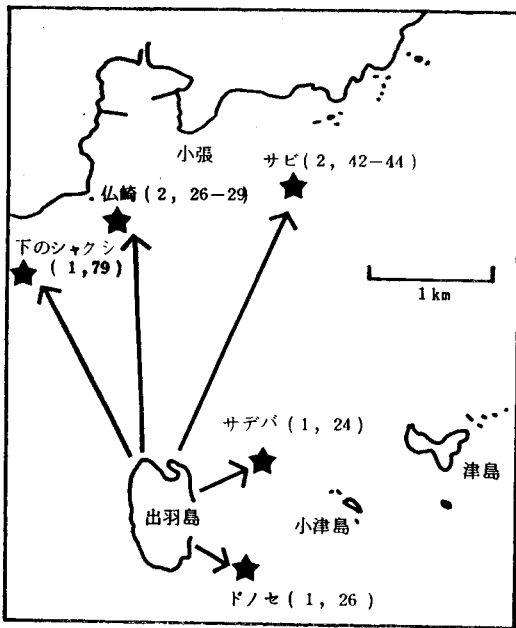 小張
サビ(2, 42-44)
仏崎(2, 26-29)
下のシャクシ
(1,79)
1km
サデバ(1, 24)
津島
出羽島
小津島
ドノセ(1, 26)